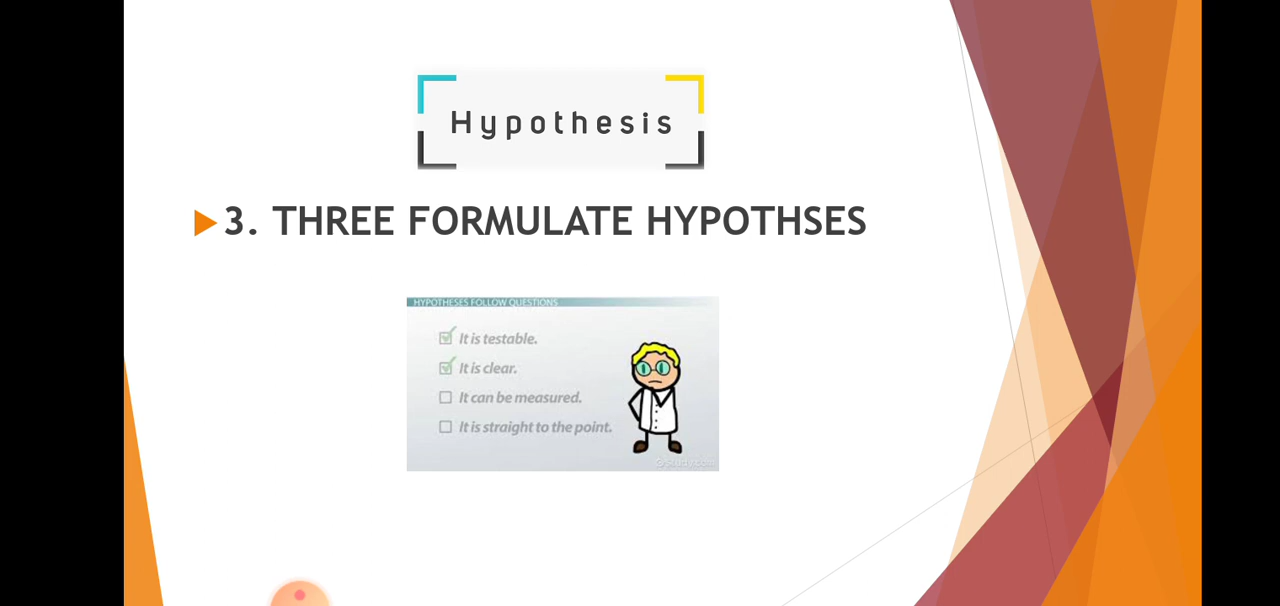 Hypothesis
3. THREE FORMULATE HYPOTHSES
HYPOTHESES FOLLOW QUESTIONS
It is testable.
It is clear.
It can be measured.
It is straight to the point.